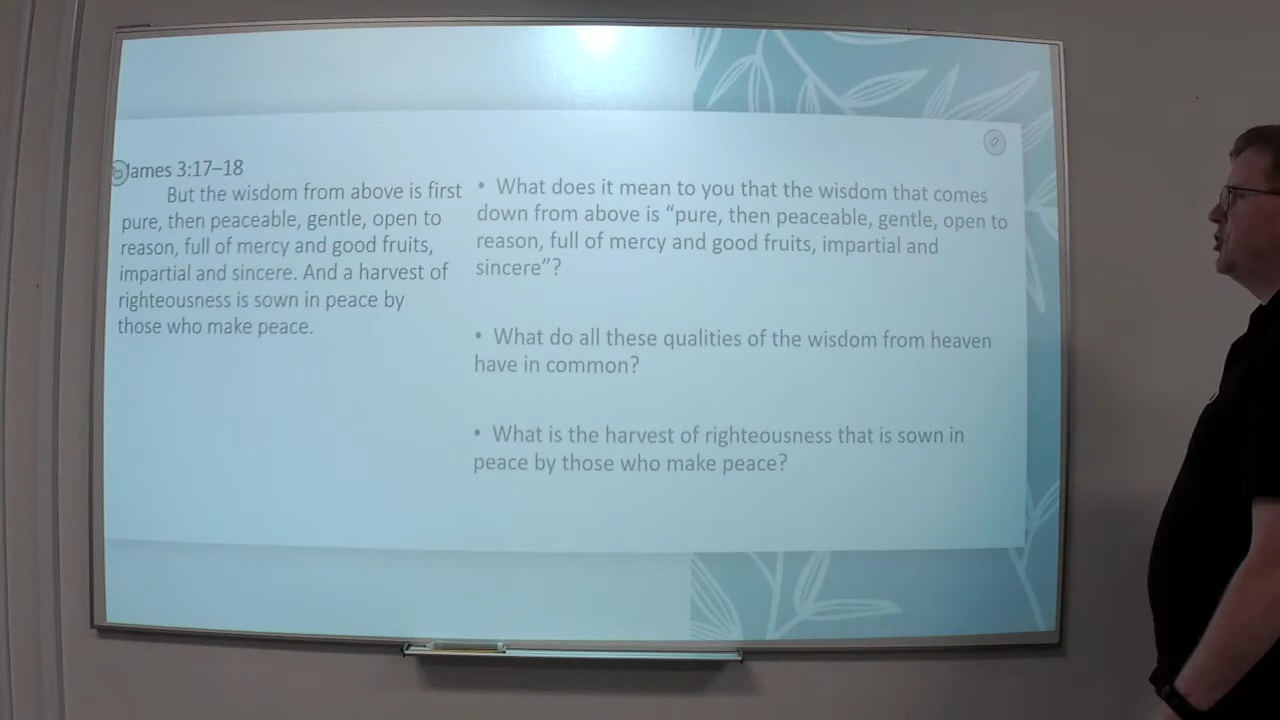 James 3:17–18
But the wisdom from above is first
pure, then peaceable, gentle, open to
reason, full of mercy and good fruits,
impartial and sincere. And a harvest of
righteousness is sown in peace by
those who make peace.
• What does it mean to you that the wisdom that comes
down from above is “pure, then peaceable, gentle, open to
reason, full of mercy and good fruits, impartial and
sincere”?
• What do all these qualities of the wisdom from heaven
have in common?
• What is the harvest of righteousness that is sown in
peace by those who make peace?